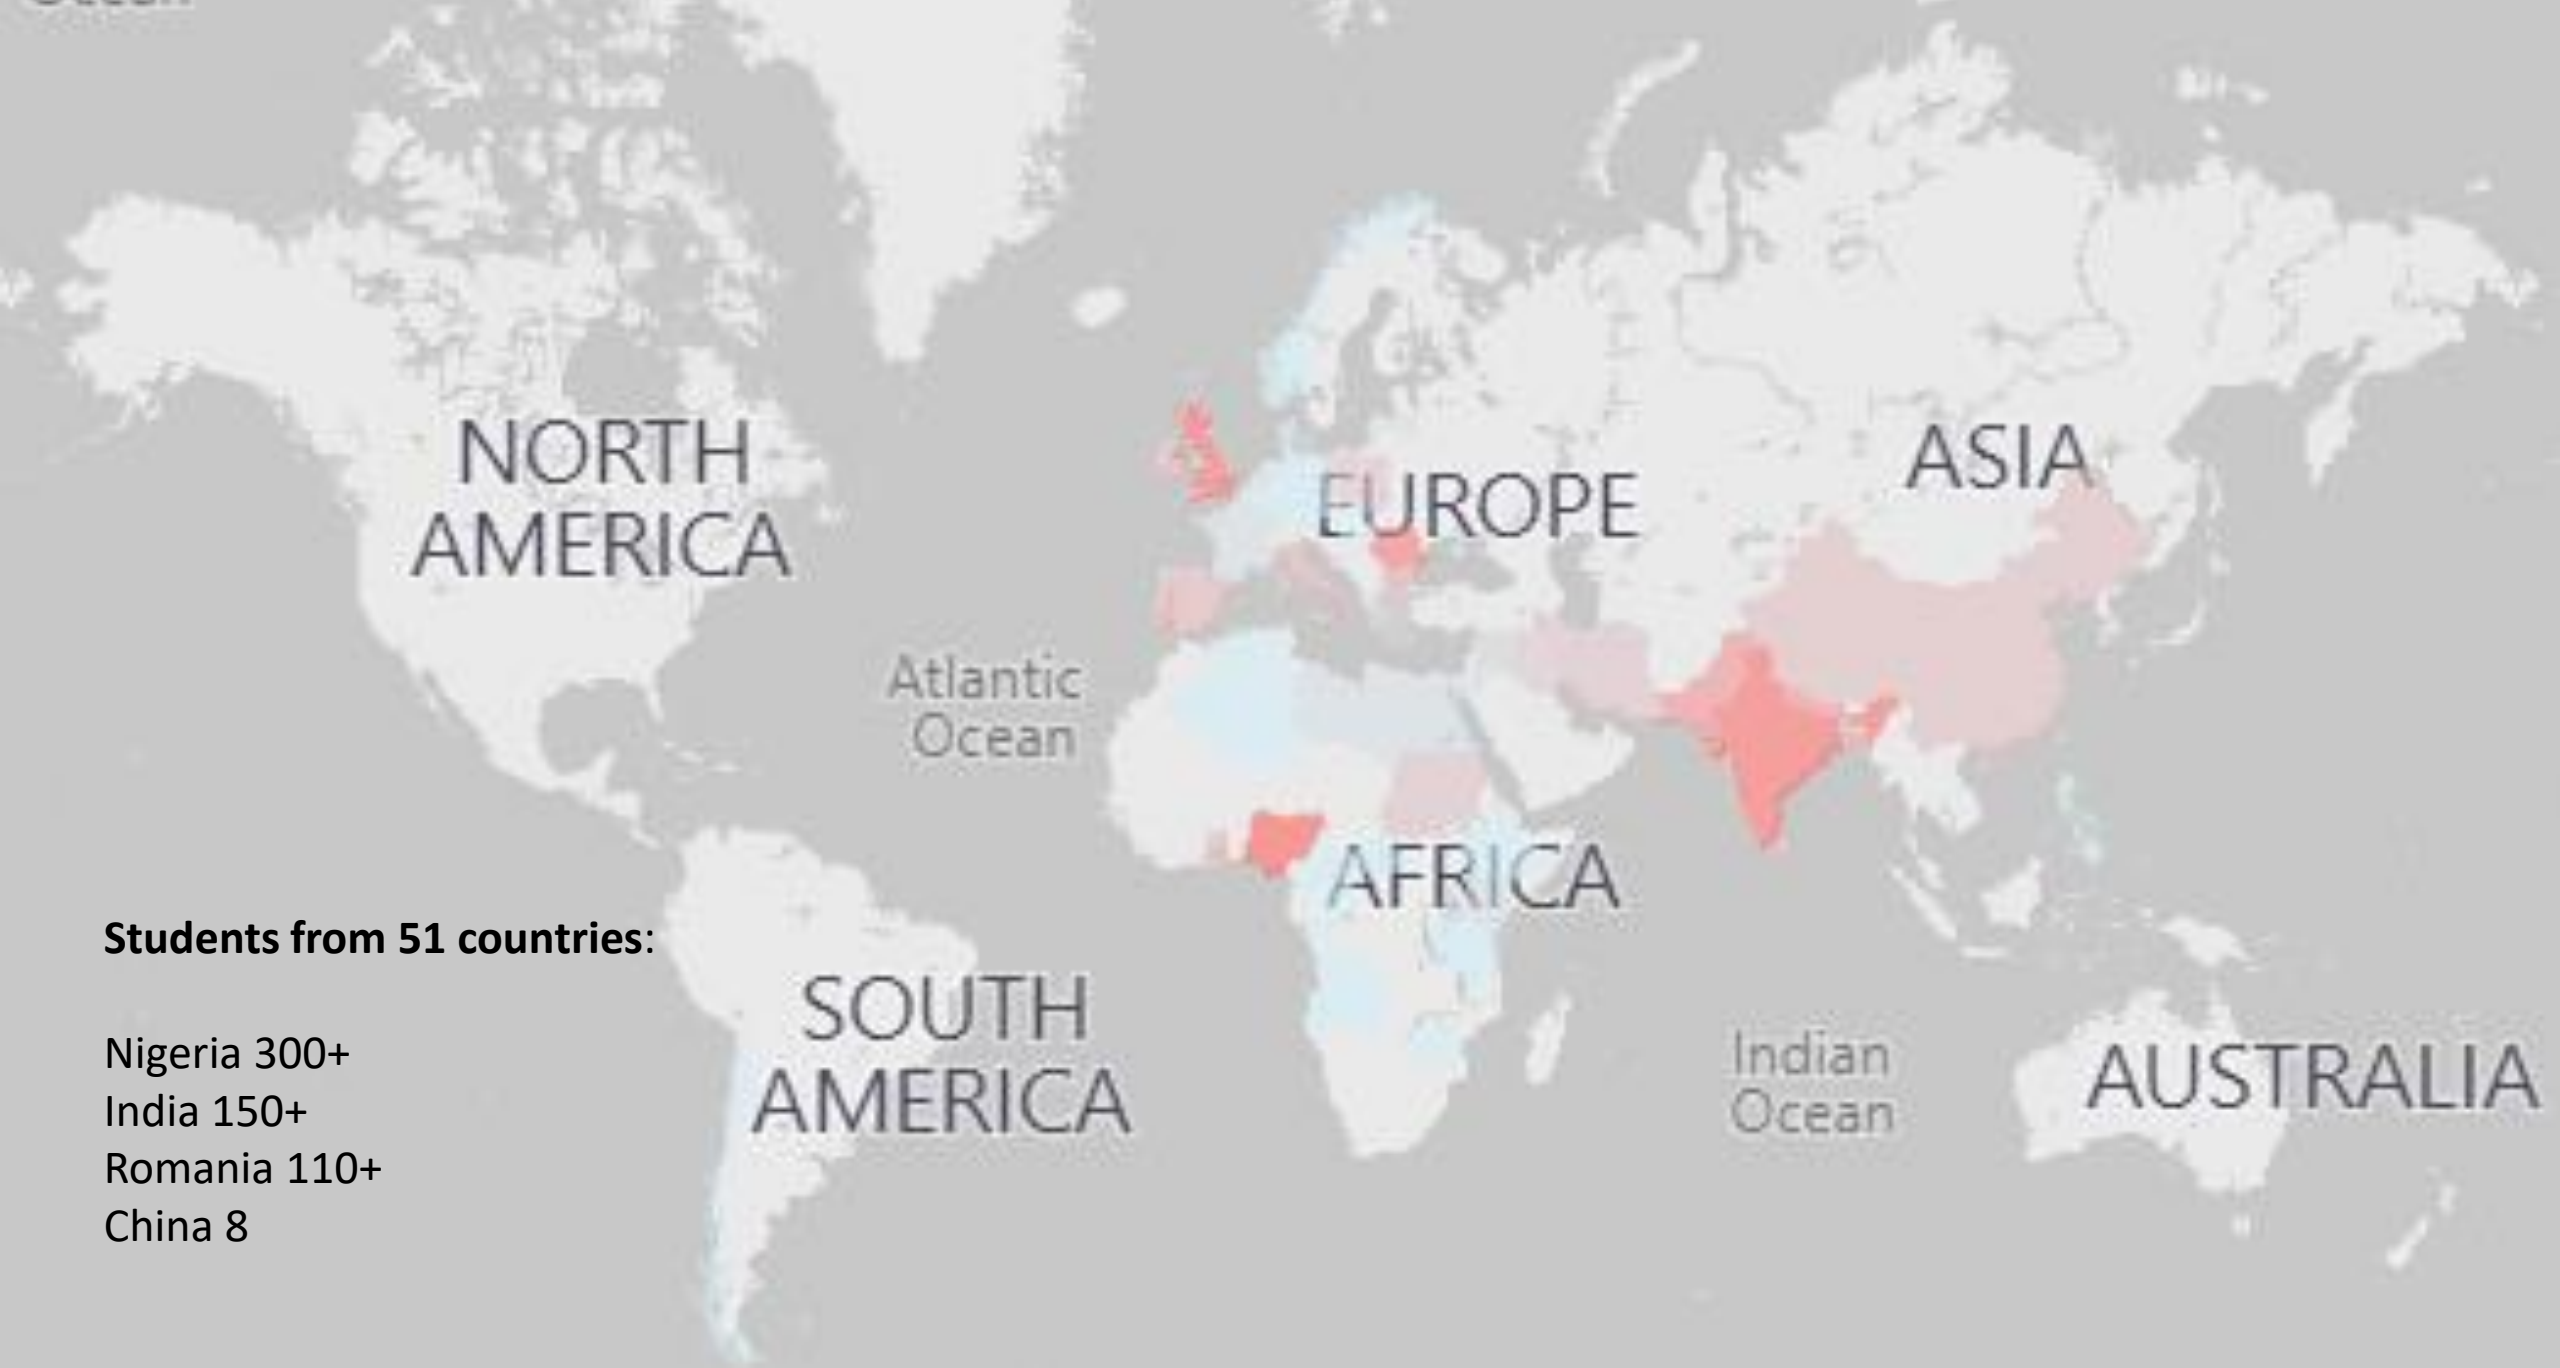 NORTH
AMERICA
EUROPE
ASIA
Atlantic
Ocean
AFRICA
SOUTH
AMERICA
Indian
Ocean
AUSTRALIA
Students from 51 countries:
Nigeria 300+
India 150+
Romania 110+
China 8